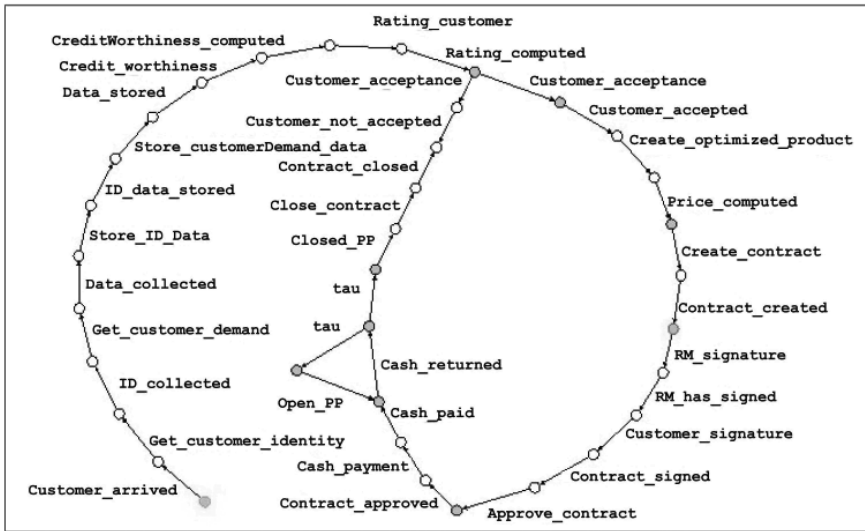 Rating_customer
CreditWorthiness_computed
Rating_computed
Credit_worthiness
Customer_acceptance
Customer_acceptance
Data_stored
Customer_accepted
Customer_not_accepted
Create_optimized_product
Store_customerDemand_data
Contract_closed
ID_data_stored
Close_contract
Price_computed
Store_ID_Data
Closed_PP
Create_contract
Data_collected
tau
Contract_created
Get_customer_demand
tau
RM_signature
Cash_returned
ID_collected
RM_has_signed
Open_PP
Cash_paid
Customer_signature
Get_customer_identity
Cash_payment
Contract_signed
Customer_arrived
Contract_approved
Approve_contract